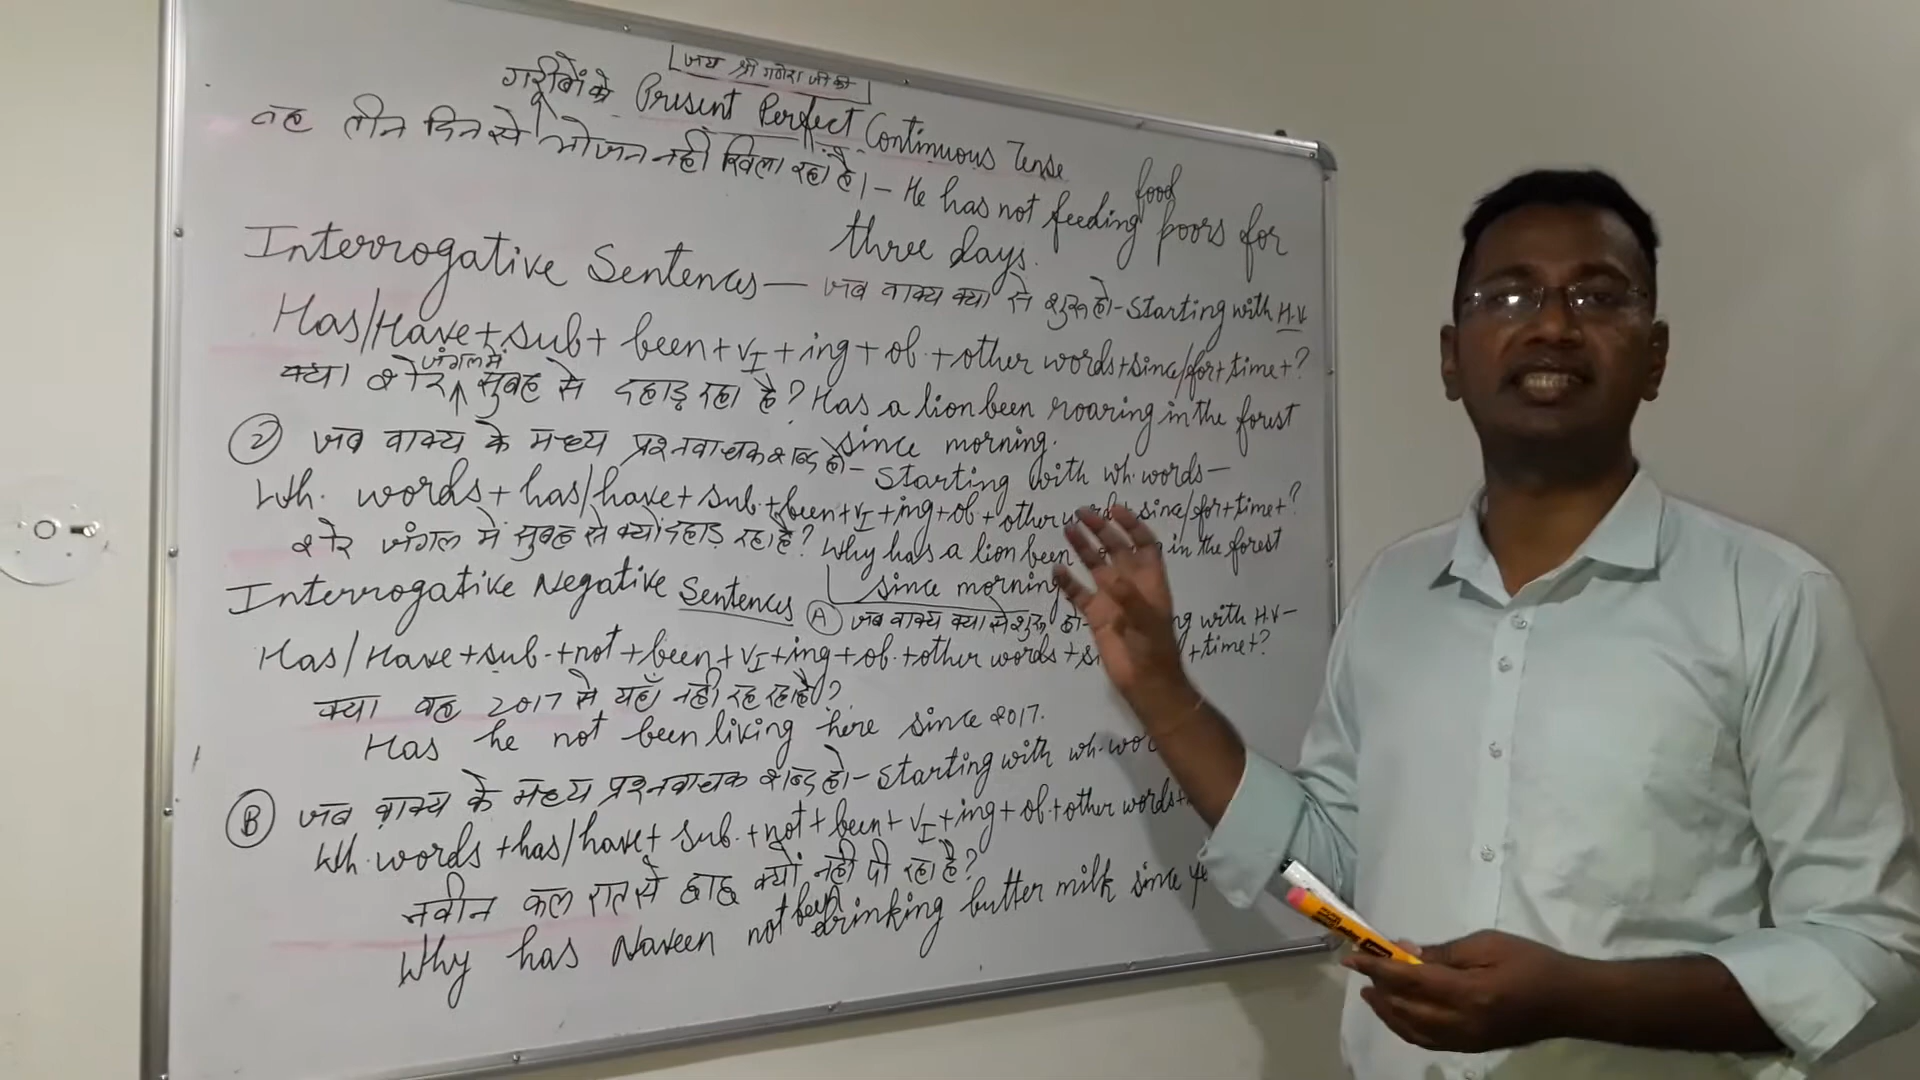 जय श्री गणेश जी की
गरीबों को Present Perfect Continuous Tense
वह तीन दिन से भोजन नहीं खिला रहा है। - He has not feeding food poors for
three days.
Interrogative Sentences - जब वाक्य क्या से शुरू हो - Starting with H.V
Has/Have + sub + been + VI + ing + ob. + other words + since/for + time + ?
क्या शेर जंगल में सुबह से दहाड़ रहा है? Has a lion been roaring in the forest
since morning.
② जब वाक्य के मध्य प्रश्नवाचक शब्द हो - Starting with wh. words -
Wh. words + has/have + sub. + been + VI + ing + ob + other word + since/for + time + ?
शेर जंगल में सुबह से क्यों दहाड़ रहा है? Why has a lion been in the forest
since morning
Interrogative Negative Sentences Ⓐ जब वाक्य क्या से शुरू हो - with H.V -
Has/Have + sub. + not + been + VI + ing + ob. + other words + + time + ?
क्या वह 2017 से यहाँ नहीं रह रहा है?
Has he not been living here since 2017.
Ⓑ जब वाक्य के मध्य प्रश्नवाचक शब्द हो - Starting with wh-wo
Wh. words + has/have + sub. + not + been + VI + ing + ob. + other words +
नवीन कल रात से छाछ क्यों नहीं पी रहा है?
Why has Naveen not been drinking butter milk since